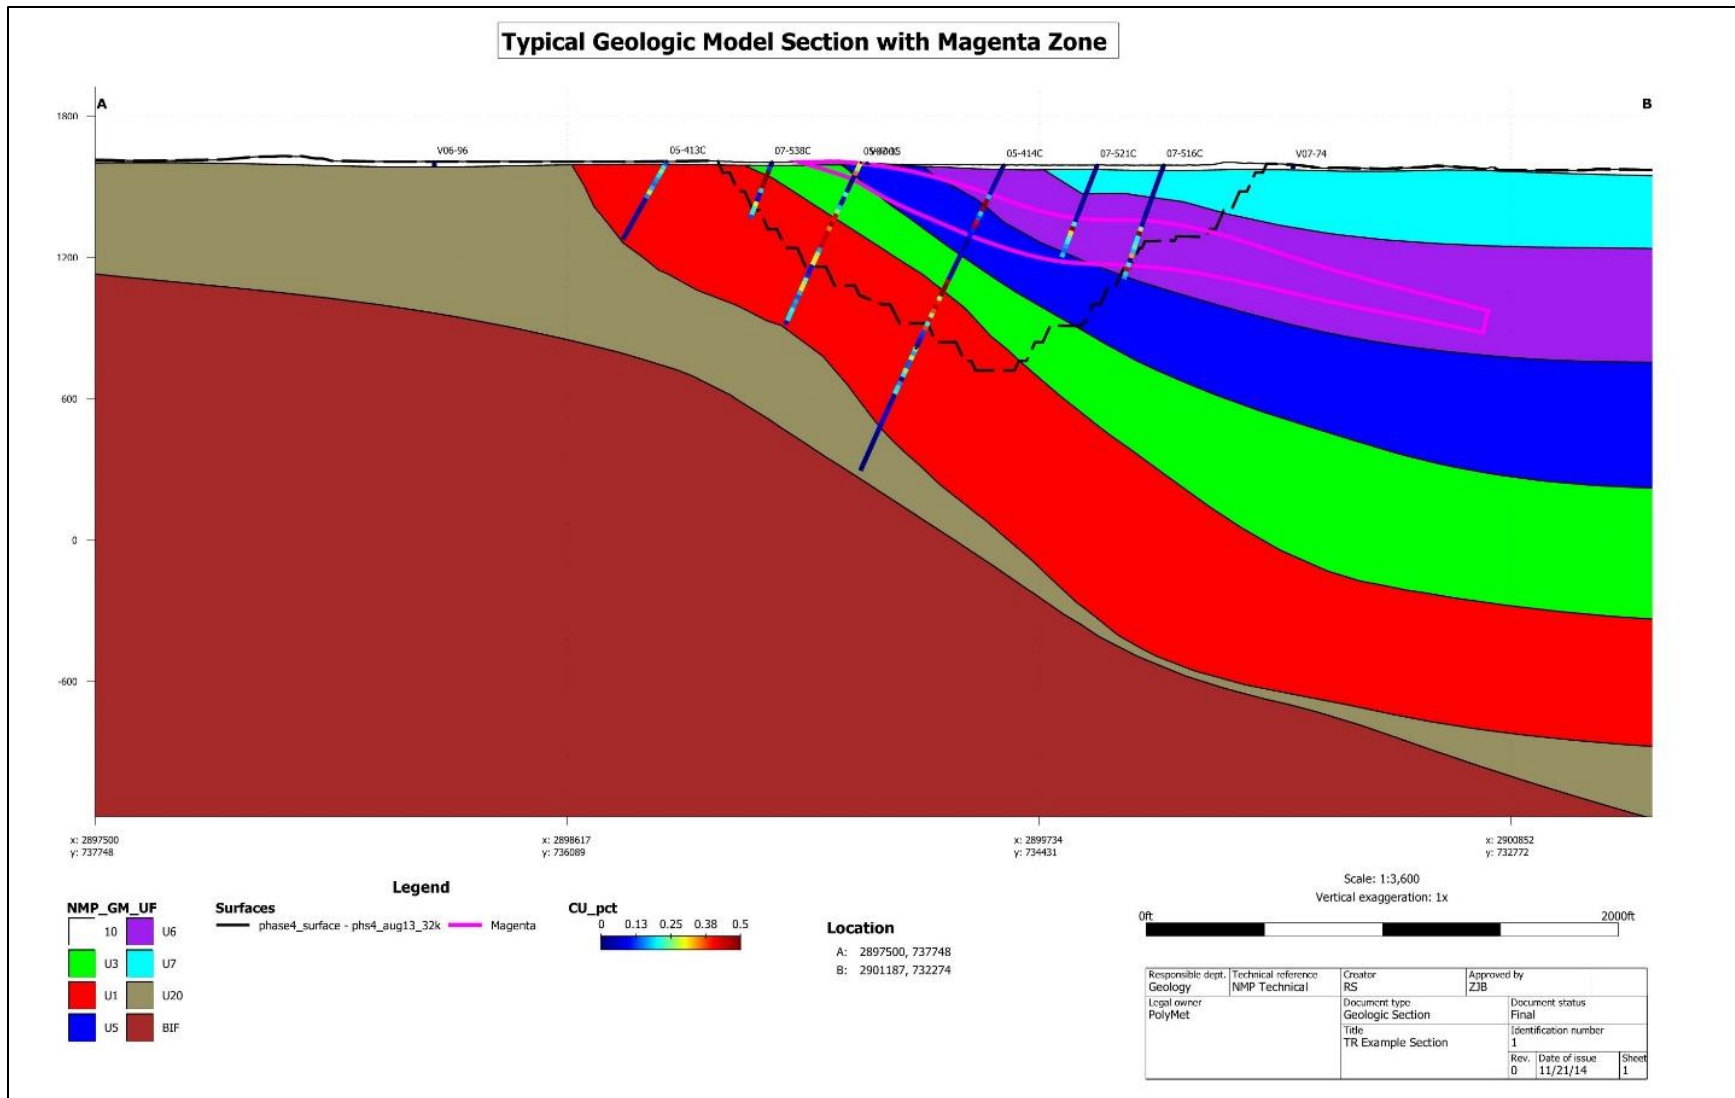 Typical Geologic Model Section with Magenta Zone
A
B
1800
1200
600
0
-600
V06-96
05-413C
07-538C
05-414C
07-521C
07-516C
V07-74
x: 2897500
y: 737748
x: 2898617
y: 736089
x: 2899734
y: 734431
x: 2900852
y: 732772
Legend
NMP_GM_UF
10
U6
U3
U7
U1
U20
U5
BIF
Surfaces
phase4_surface - phs4_aug13_32k
Magenta
CU_pct
0 0.13 0.25 0.38 0.5
Location
A: 2897500, 737748
B: 2901187, 732274
Scale: 1:3,600
Vertical exaggeration: 1x
0ft 2000ft
Responsible dept.
Geology
Technical reference
NMP Technical
Creator
RS
Approved by
ZJB
Legal owner
PolyMet
Document type
Geologic Section
Document status
Final
Title
TR Example Section
Identification number
1
Rev.
0
Date of issue
11/21/14
Sheet
1